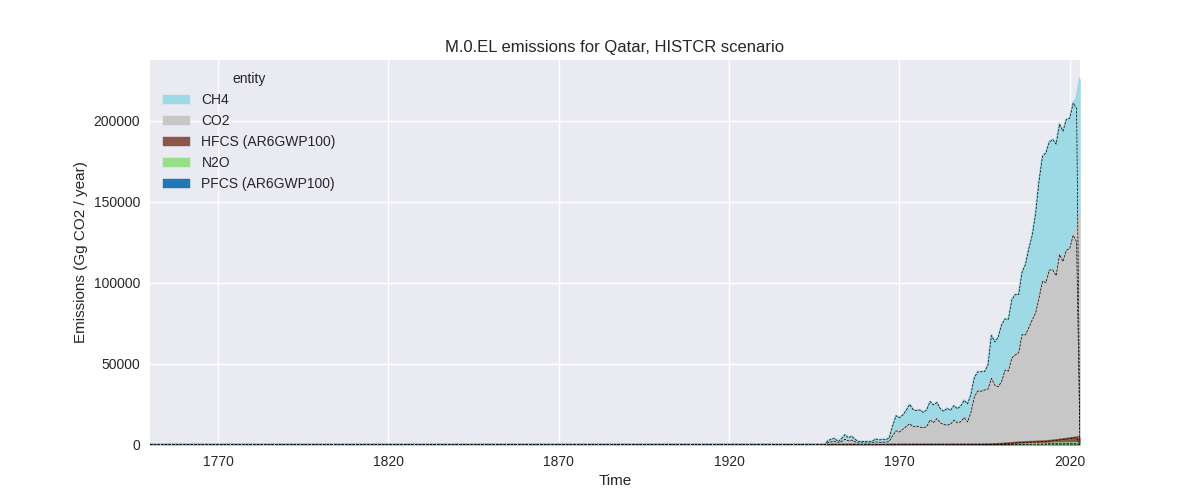 M.0.EL emissions for Qatar, HISTCR scenario
entity
CH4
CO2
HFCS (AR6GWP100)
N2O
PFCS (AR6GWP100)
Emissions (Gg CO2 / year)
200000
150000
100000
50000
0
1770 1820 1870 1920 1970 2020
Time